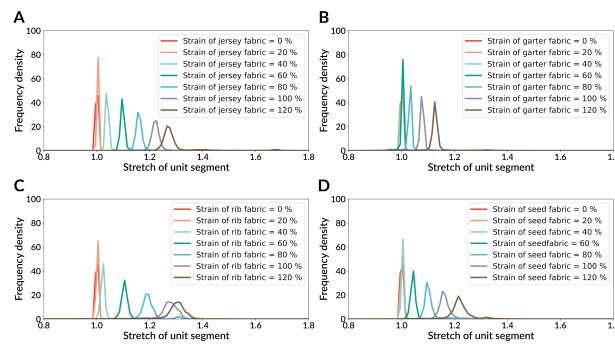 A
100
80
60
40
20
0
Frequency density
Strain of jersey fabric = 0 %
Strain of jersey fabric = 20 %
Strain of jersey fabric = 40 %
Strain of jersey fabric = 60 %
Strain of jersey fabric = 80 %
Strain of jersey fabric = 100 %
Strain of jersey fabric = 120 %
0.8 1.0 1.2 1.4 1.6 1.8
Stretch of unit segment
B
100
80
60
40
20
0
Frequency density
Strain of garter fabric = 0 %
Strain of garter fabric = 20 %
Strain of garter fabric = 40 %
Strain of garter fabric = 60 %
Strain of garter fabric = 80 %
Strain of garter fabric = 100 %
Strain of garter fabric = 120 %
0.8 1.0 1.2 1.4 1.6 1.8
Stretch of unit segment
C
100
80
60
40
20
0
Frequency density
Strain of rib fabric = 0 %
Strain of rib fabric = 20 %
Strain of rib fabric = 40 %
Strain of rib fabric = 60 %
Strain of rib fabric = 80 %
Strain of rib fabric = 100 %
Strain of rib fabric = 120 %
0.8 1.0 1.2 1.4 1.6 1.8
Stretch of unit segment
D
100
80
60
40
20
0
Frequency density
Strain of seed fabric = 0 %
Strain of seed fabric = 20 %
Strain of seed fabric = 40 %
Strain of seedfabric = 60 %
Strain of seed fabric = 80 %
Strain of seed fabric = 100 %
Strain of seed fabric = 120 %
0.8 1.0 1.2 1.4 1.6 1.8
Stretch of unit segment